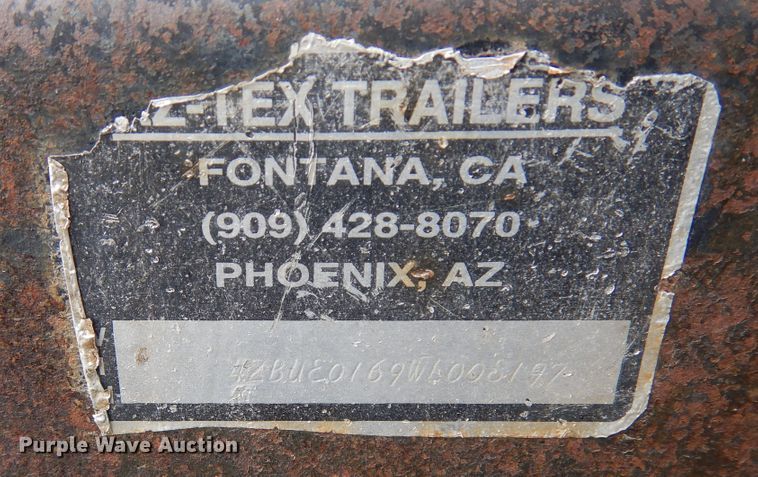 Z-TEX TRAILERS
FONTANA, CA
(909) 428-8070
PHOENIX, AZ
Purple Wave Auction